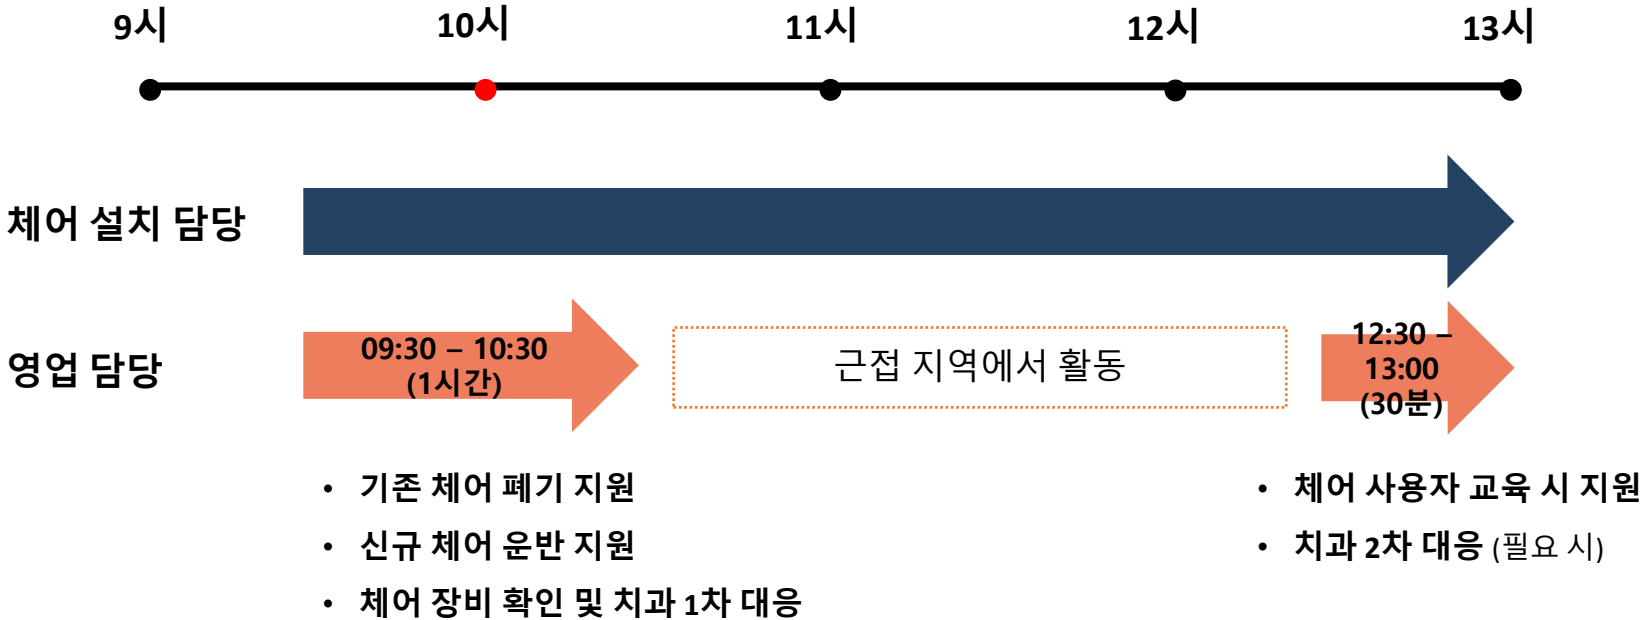 9시 10시 11시 12시 13시
체어 설치 담당
영업 담당
09:30 – 10:30
(1시간)
근접 지역에서 활동
12:30 –
13:00
(30분)
• 기존 체어 폐기 지원
• 신규 체어 운반 지원
• 체어 장비 확인 및 치과 1차 대응
• 체어 사용자 교육 시 지원
• 치과 2차 대응 (필요 시)